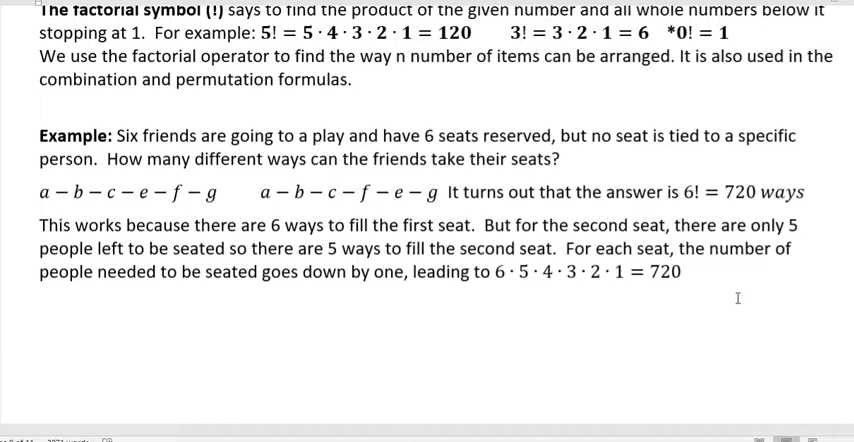 The factorial symbol (!) says to find the product of the given number and all whole numbers below it
stopping at 1. For example: 5! = 5 · 4 · 3 · 2 · 1 = 120 3! = 3 · 2 · 1 = 6 *0! = 1
We use the factorial operator to find the way n number of items can be arranged. It is also used in the
combination and permutation formulas.
Example: Six friends are going to a play and have 6 seats reserved, but no seat is tied to a specific
person. How many different ways can the friends take their seats?
a − b − c − e − f − g a − b − c − f − e − g It turns out that the answer is 6! = 720 ways
This works because there are 6 ways to fill the first seat. But for the second seat, there are only 5
people left to be seated so there are 5 ways to fill the second seat. For each seat, the number of
people needed to be seated goes down by one, leading to 6 · 5 · 4 · 3 · 2 · 1 = 720